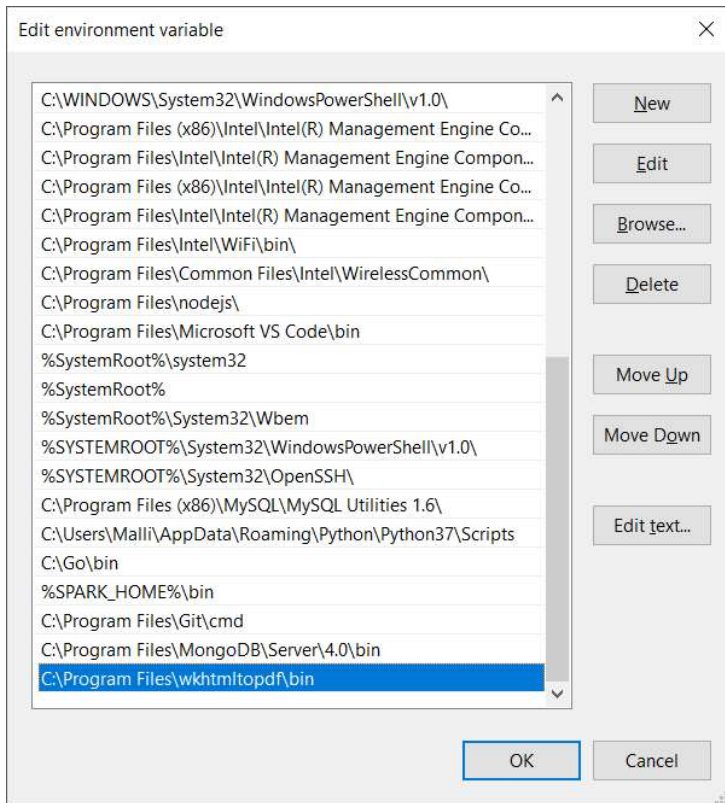 Edit environment variable
C:\WINDOWS\System32\WindowsPowerShell\v1.0\
C:\Program Files (x86)\Intel\Intel(R) Management Engine Co...
C:\Program Files\Intel\Intel(R) Management Engine Compon...
C:\Program Files (x86)\Intel\Intel(R) Management Engine Co...
C:\Program Files\Intel\Intel(R) Management Engine Compon...
C:\Program Files\Intel\WiFi\bin\
C:\Program Files\Common Files\Intel\WirelessCommon\
C:\Program Files\nodejs\
C:\Program Files\Microsoft VS Code\bin
%SystemRoot%\system32
%SystemRoot%
%SystemRoot%\System32\Wbem
%SYSTEMROOT%\System32\WindowsPowerShell\v1.0\
%SYSTEMROOT%\System32\OpenSSH\
C:\Program Files (x86)\MySQL\MySQL Utilities 1.6\
C:\Users\Malli\AppData\Roaming\Python\Python37\Scripts
C:\Go\bin
%SPARK_HOME%\bin
C:\Program Files\Git\cmd
C:\Program Files\MongoDB\Server\4.0\bin
C:\Program Files\wkhtmltopdf\bin
New
Edit
Browse...
Delete
Move Up
Move Down
Edit text...
OK
Cancel